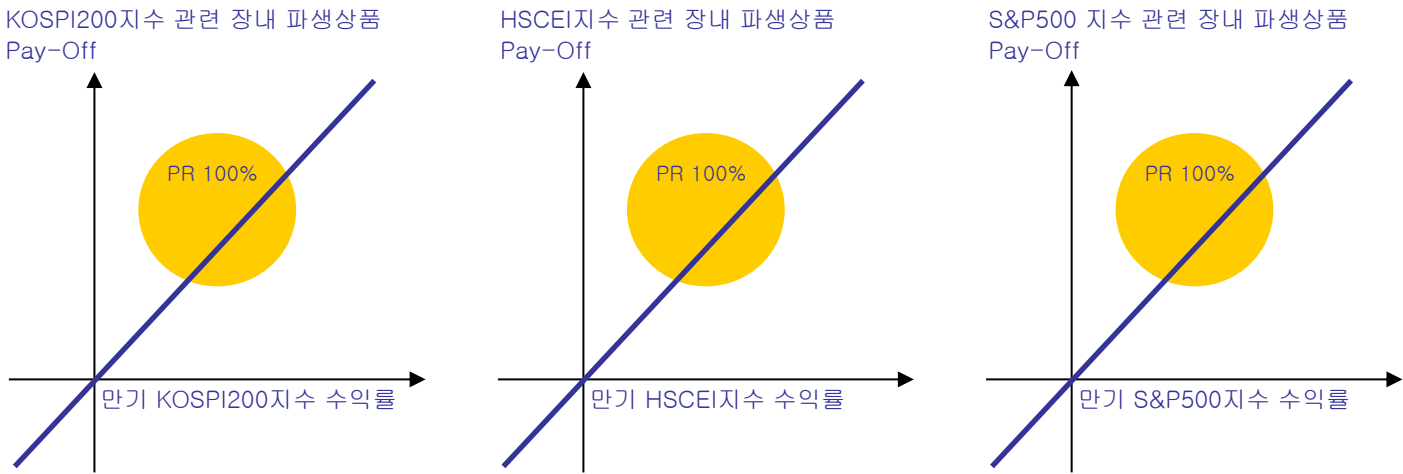 KOSPI200지수 관련 장내 파생상품
Pay-Off
PR 100%
만기 KOSPI200지수 수익률
HSCEI지수 관련 장내 파생상품
Pay-Off
PR 100%
만기 HSCEI지수 수익률
S&P500 지수 관련 장내 파생상품
Pay-Off
PR 100%
만기 S&P500지수 수익률